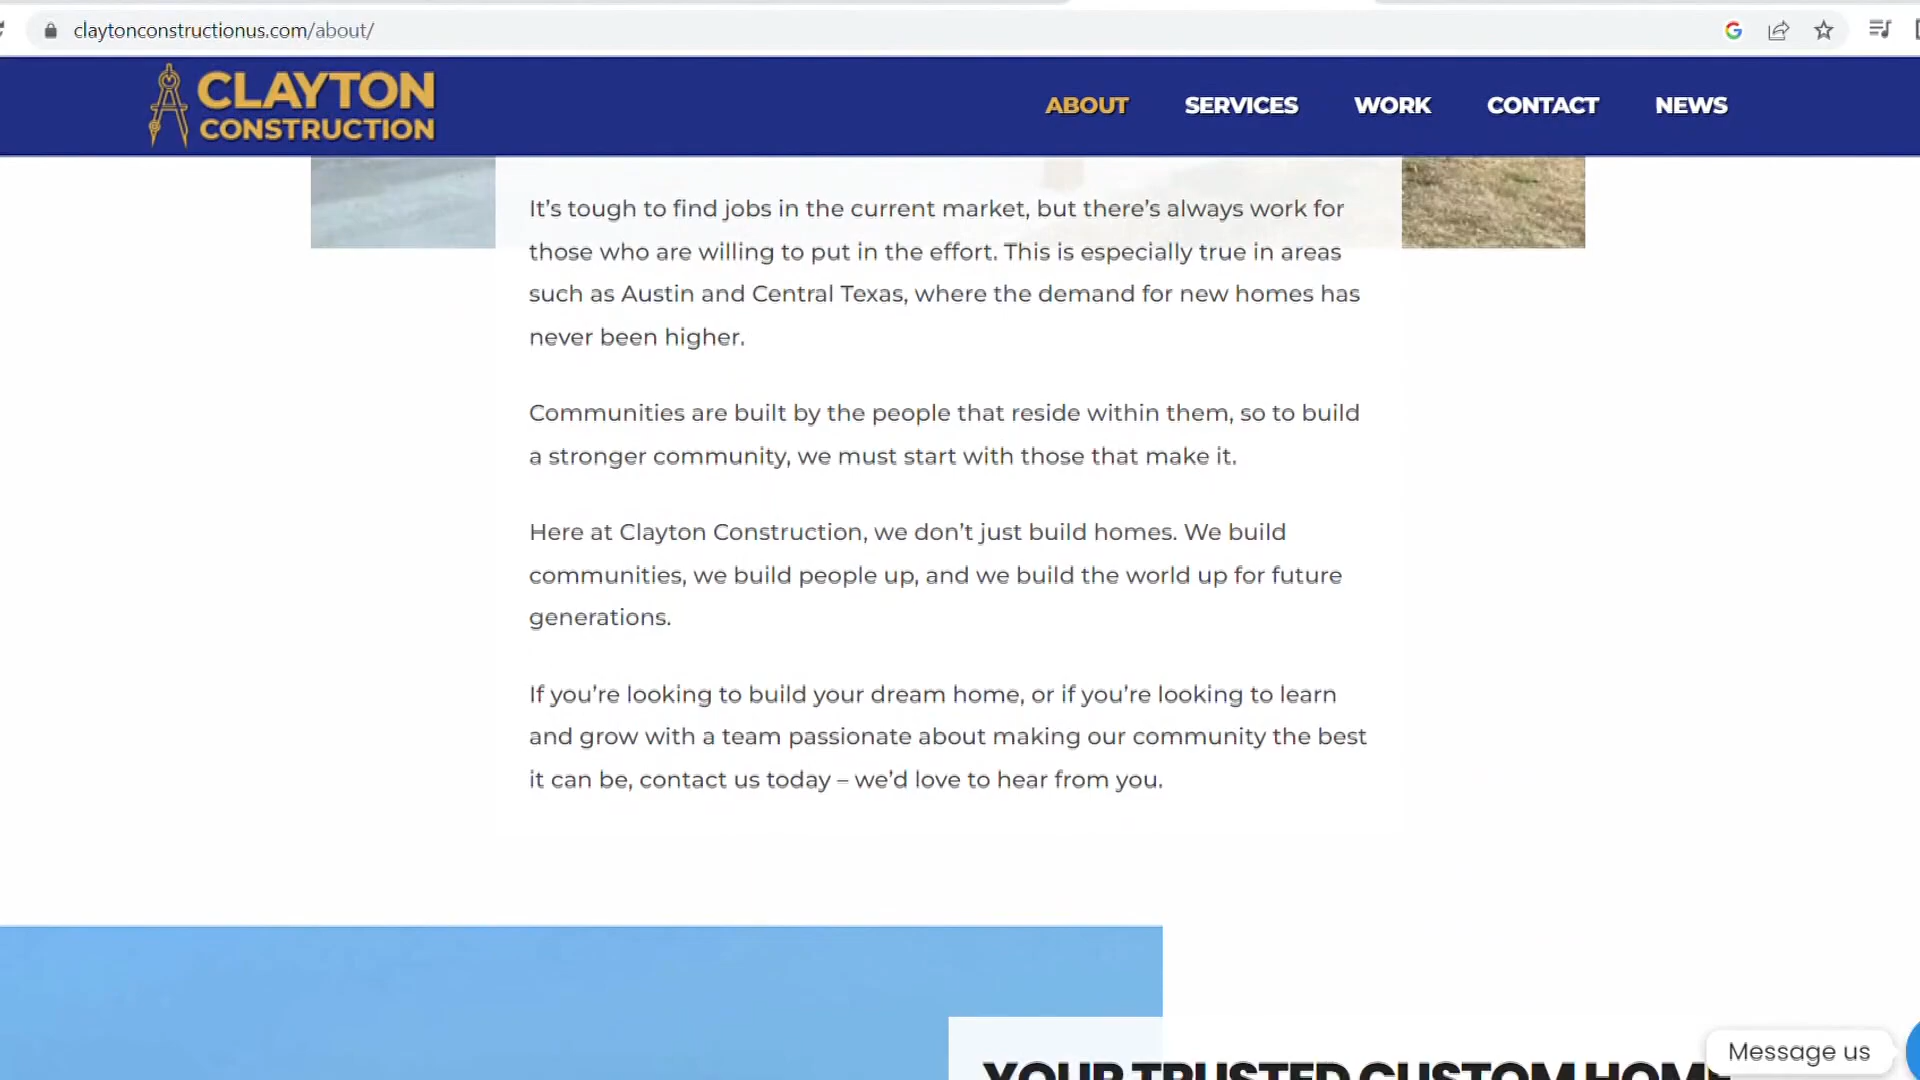 claytonconstructionus.com/about/
CLAYTON
CONSTRUCTION
ABOUT SERVICES WORK CONTACT NEWS
It’s tough to find jobs in the current market, but there’s always work for
those who are willing to put in the effort. This is especially true in areas
such as Austin and Central Texas, where the demand for new homes has
never been higher.
Communities are built by the people that reside within them, so to build
a stronger community, we must start with those that make it.
Here at Clayton Construction, we don’t just build homes. We build
communities, we build people up, and we build the world up for future
generations.
If you’re looking to build your dream home, or if you’re looking to learn
and grow with a team passionate about making our community the best
it can be, contact us today – we’d love to hear from you.
YOUR TRUSTED CUSTOM HOME
Message us